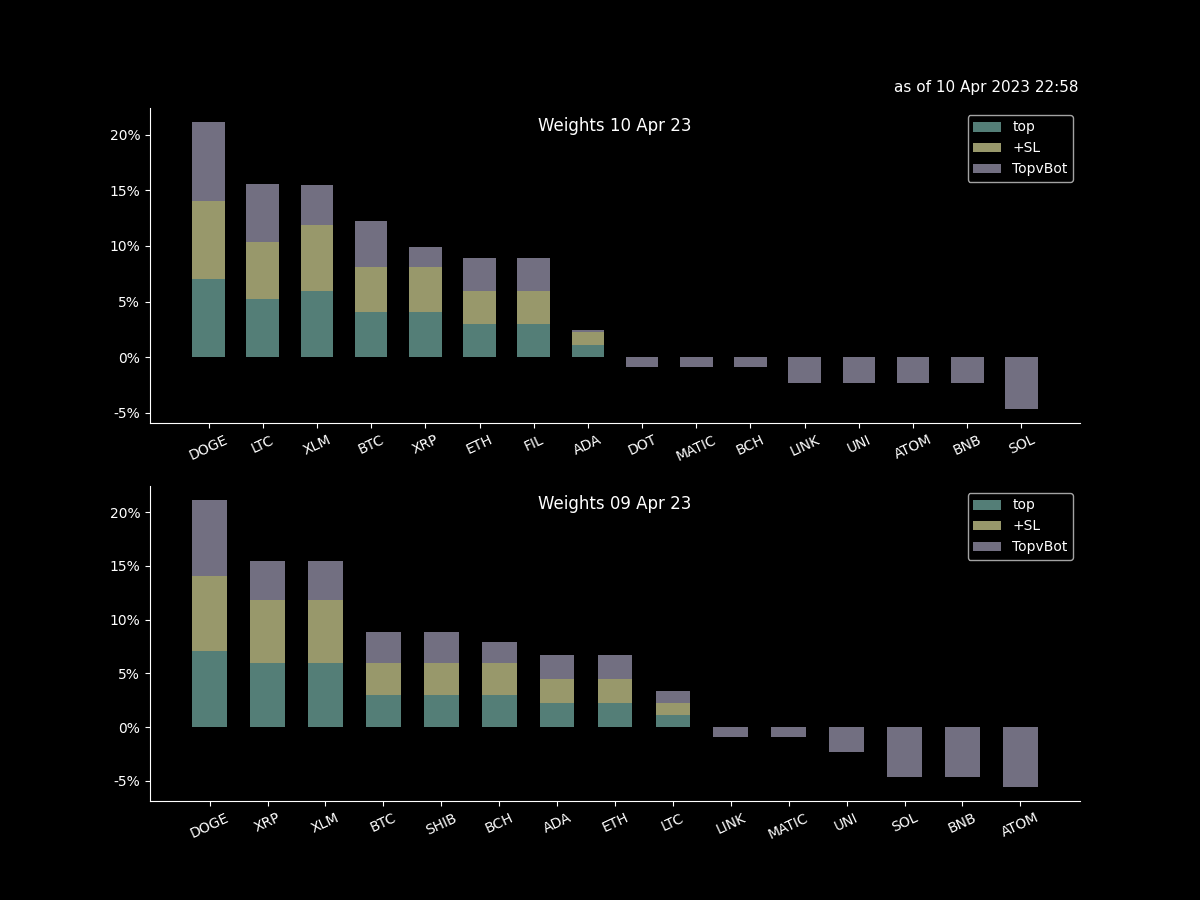 as of 10 Apr 2023 22:58
Weights 10 Apr 23
top
+SL
TopvBot
20%
15%
10%
5%
0%
-5%
DOGE LTC XLM BTC XRP ETH FIL ADA DOT MATIC BCH LINK UNI ATOM BNB SOL
Weights 09 Apr 23
top
+SL
TopvBot
20%
15%
10%
5%
0%
-5%
DOGE XRP XLM BTC SHIB BCH ADA ETH LTC LINK MATIC UNI SOL BNB ATOM